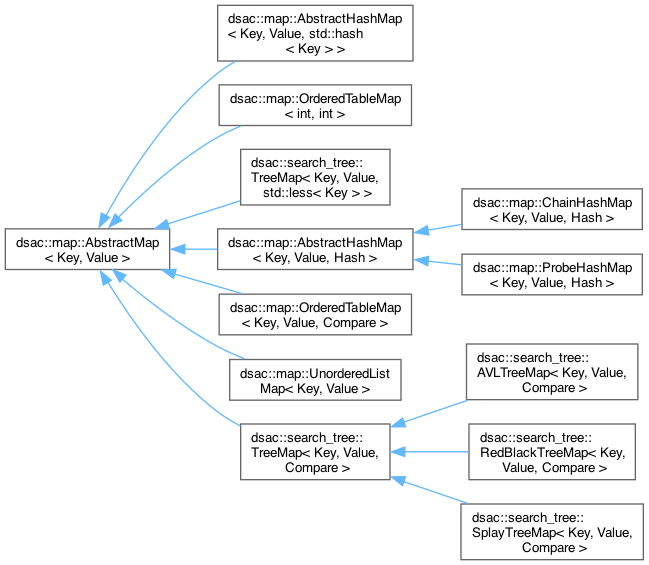 dsac::map::AbstractHashMap
< Key, Value, std::hash
< Key > >
dsac::map::OrderedTableMap
< int, int >
dsac::search_tree::
TreeMap< Key, Value,
std::less< Key > >
dsac::map::AbstractMap
< Key, Value >
dsac::map::AbstractHashMap
< Key, Value, Hash >
dsac::map::ChainHashMap
< Key, Value, Hash >
dsac::map::ProbeHashMap
< Key, Value, Hash >
dsac::map::OrderedTableMap
< Key, Value, Compare >
dsac::map::UnorderedList
Map< Key, Value >
dsac::search_tree::
TreeMap< Key, Value,
Compare >
dsac::search_tree::
AVLTreeMap< Key, Value,
Compare >
dsac::search_tree::
RedBlackTreeMap< Key,
Value, Compare >
dsac::search_tree::
SplayTreeMap< Key, Value,
Compare >